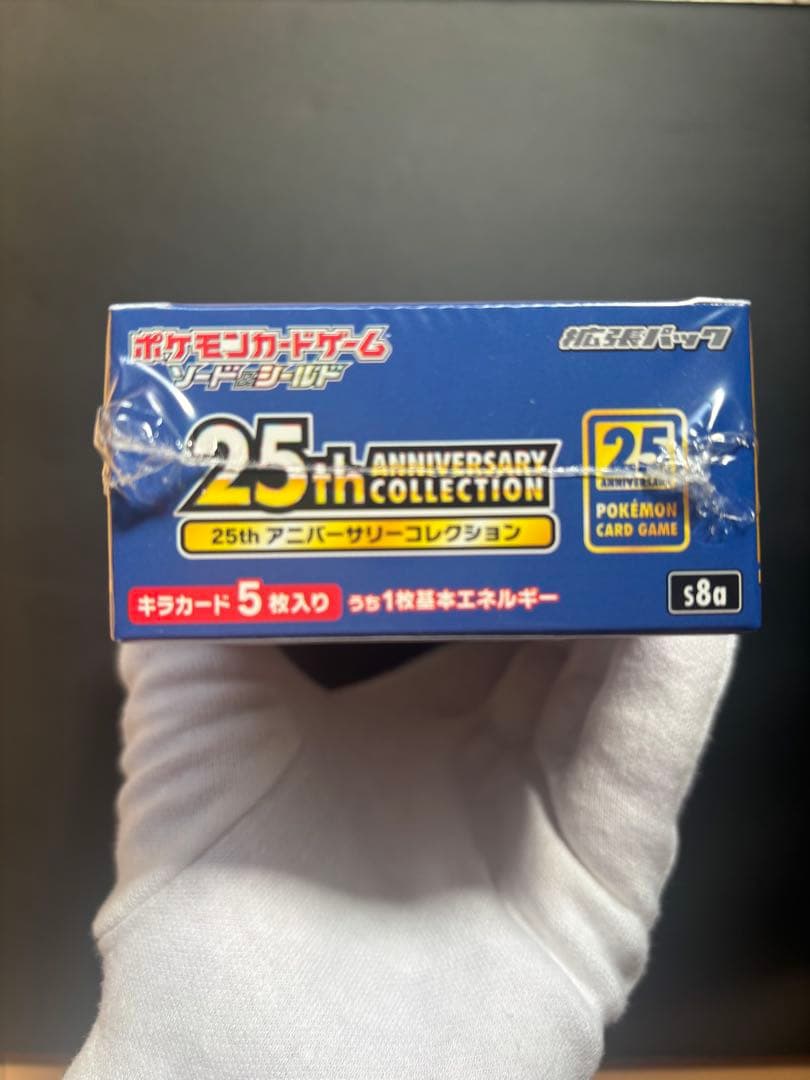 ポケモンカードゲーム
ソード&シールド
拡張パック
25th ANNIVERSARY COLLECTION
25th アニバーサリーコレクション
25
ANNIVERSARY
POKÉMON
CARD GAME
キラカード 5 枚入り うち1枚基本エネルギー
s8a